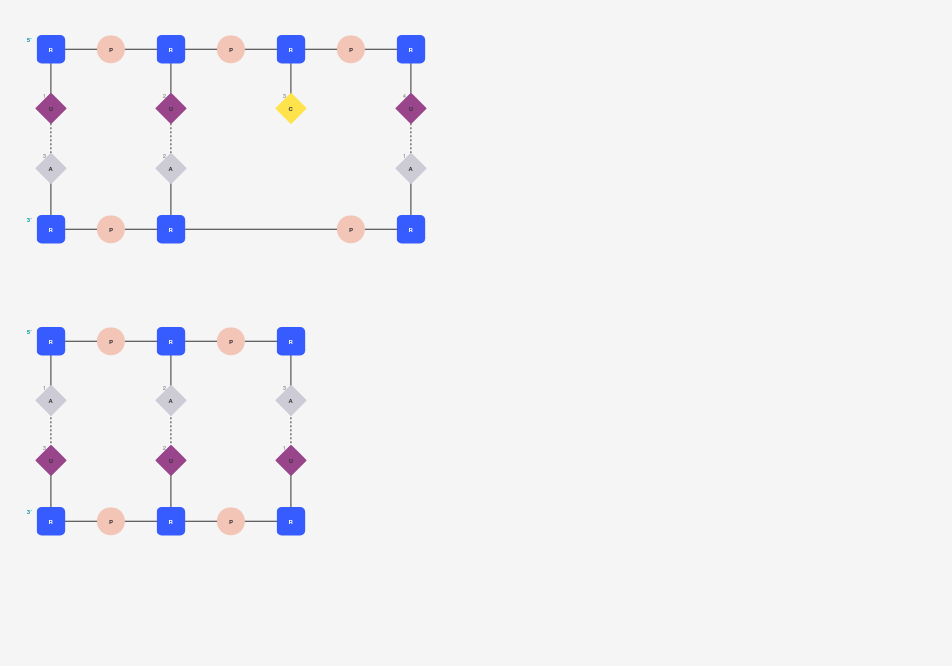 5'
R P R P R P R
1 2 3 4
U U C U
3 2 1
A A A
3'
R P R P R
5'
R P R P R
1 2 3
A A A
3 2 1
U U U
3'
R P R P R